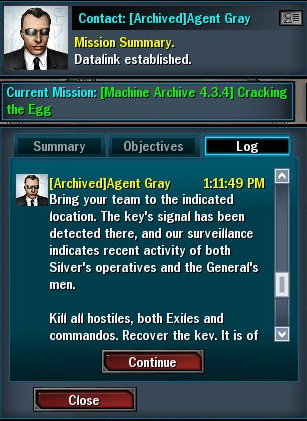 Contact: [Archived]Agent Gray
Mission Summary.
Datalink established.
Current Mission: [Machine Archive 4.3.4] Cracking
the Egg
Summary
Objectives
Log
[Archived]Agent Gray 1:11:49 PM
Bring your team to the indicated
location. The key's signal has been
detected there, and our surveillance
indicates recent activity of both
Silver's operatives and the General's
men.
Kill all hostiles, both Exiles and
commandos. Recover the key. It is of
Continue
Close